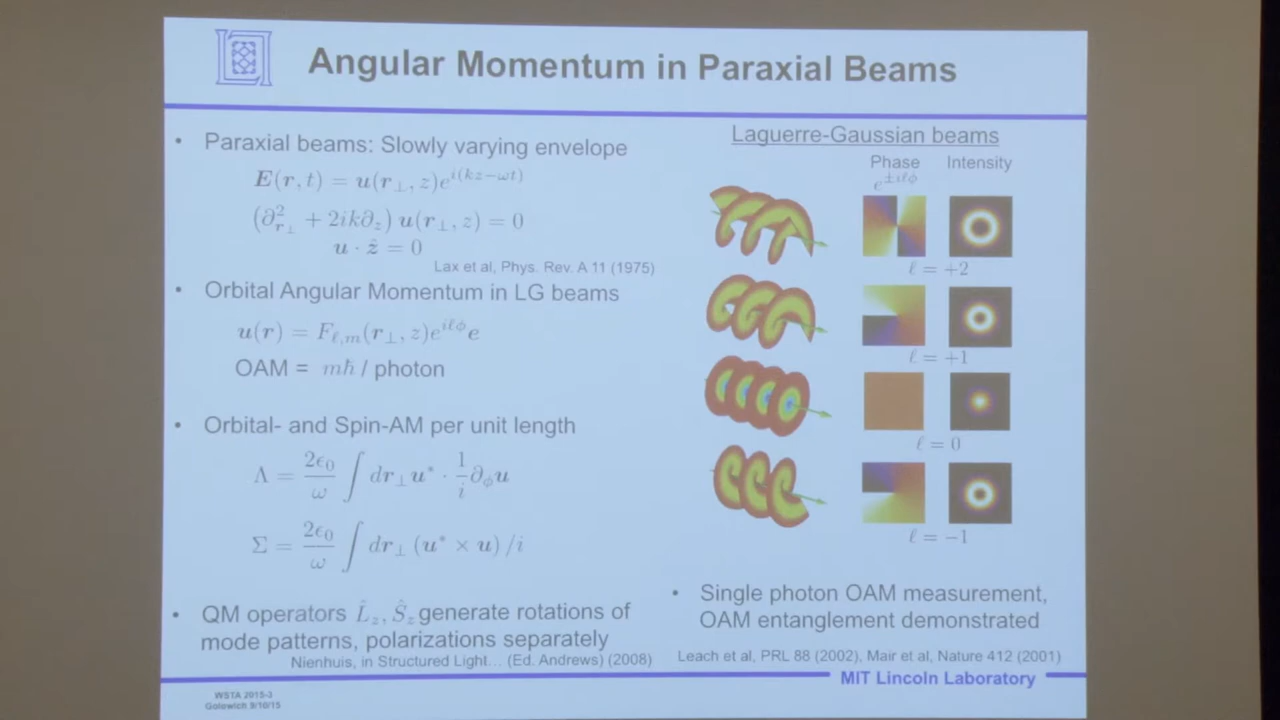 Angular Momentum in Paraxial Beams
• Paraxial beams: Slowly varying envelope
E(r, t) = u(r⊥, z)e^{i(kz−ωt)}
(∂²_{r⊥} + 2ik∂_z) u(r⊥, z) = 0
u · ẑ = 0
Lax et al, Phys. Rev. A 11 (1975)
• Orbital Angular Momentum in LG beams
u(r) = F_{ℓ,m}(r⊥, z)e^{iℓϕ}e
OAM = mℏ / photon
• Orbital- and Spin-AM per unit length
Λ = 2ϵ₀/ω ∫ dr⊥u* · 1/i ∂_ϕu
Σ = 2ϵ₀/ω ∫ dr⊥ (u* × u) /i
• QM operators L̂_z, Ŝ_z generate rotations of
mode patterns, polarizations separately
Nienhuis, in Structured Light... (Ed. Andrews) (2008)
Laguerre-Gaussian beams
Phase Intensity
e^{±iℓϕ}
ℓ = +2
ℓ = +1
ℓ = 0
ℓ = −1
• Single photon OAM measurement,
OAM entanglement demonstrated
Leach et al, PRL 88 (2002), Mair et al, Nature 412 (2001)
MIT Lincoln Laboratory
WSTA 2015-3
Golowich 9/10/15